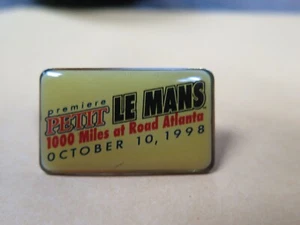 premiere
PETIT LE MANS
1000 Miles at Road Atlanta
OCTOBER 10, 1998